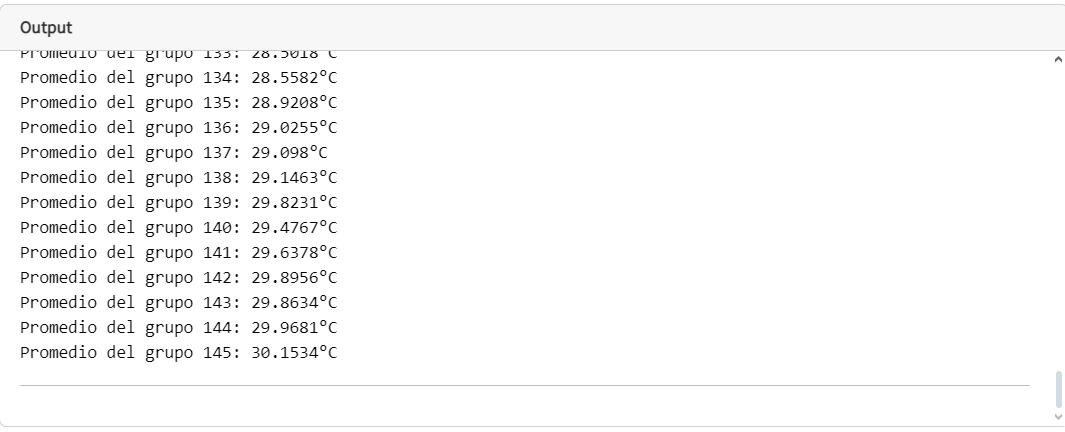 Output
Promedio del grupo 133: 28.5018°C
Promedio del grupo 134: 28.5582°C
Promedio del grupo 135: 28.9208°C
Promedio del grupo 136: 29.0255°C
Promedio del grupo 137: 29.098°C
Promedio del grupo 138: 29.1463°C
Promedio del grupo 139: 29.8231°C
Promedio del grupo 140: 29.4767°C
Promedio del grupo 141: 29.6378°C
Promedio del grupo 142: 29.8956°C
Promedio del grupo 143: 29.8634°C
Promedio del grupo 144: 29.9681°C
Promedio del grupo 145: 30.1534°C